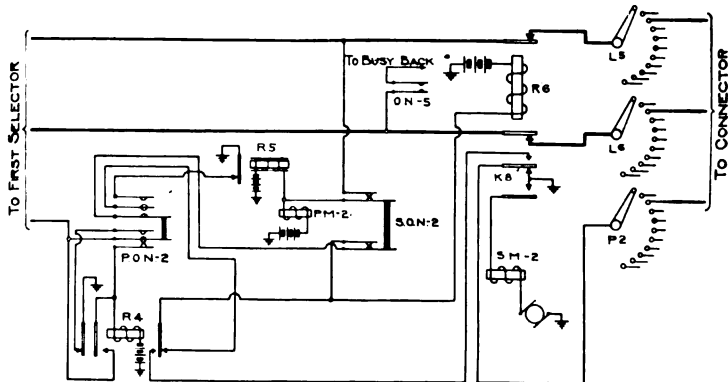 TO FIRST SELECTOR
TO BUSY BACK
ON-5
R6
L5
L6
P2
TO CONNECTOR
R5
PM-2
S.O.N.-2
K8
SM-2
PON-2
R4